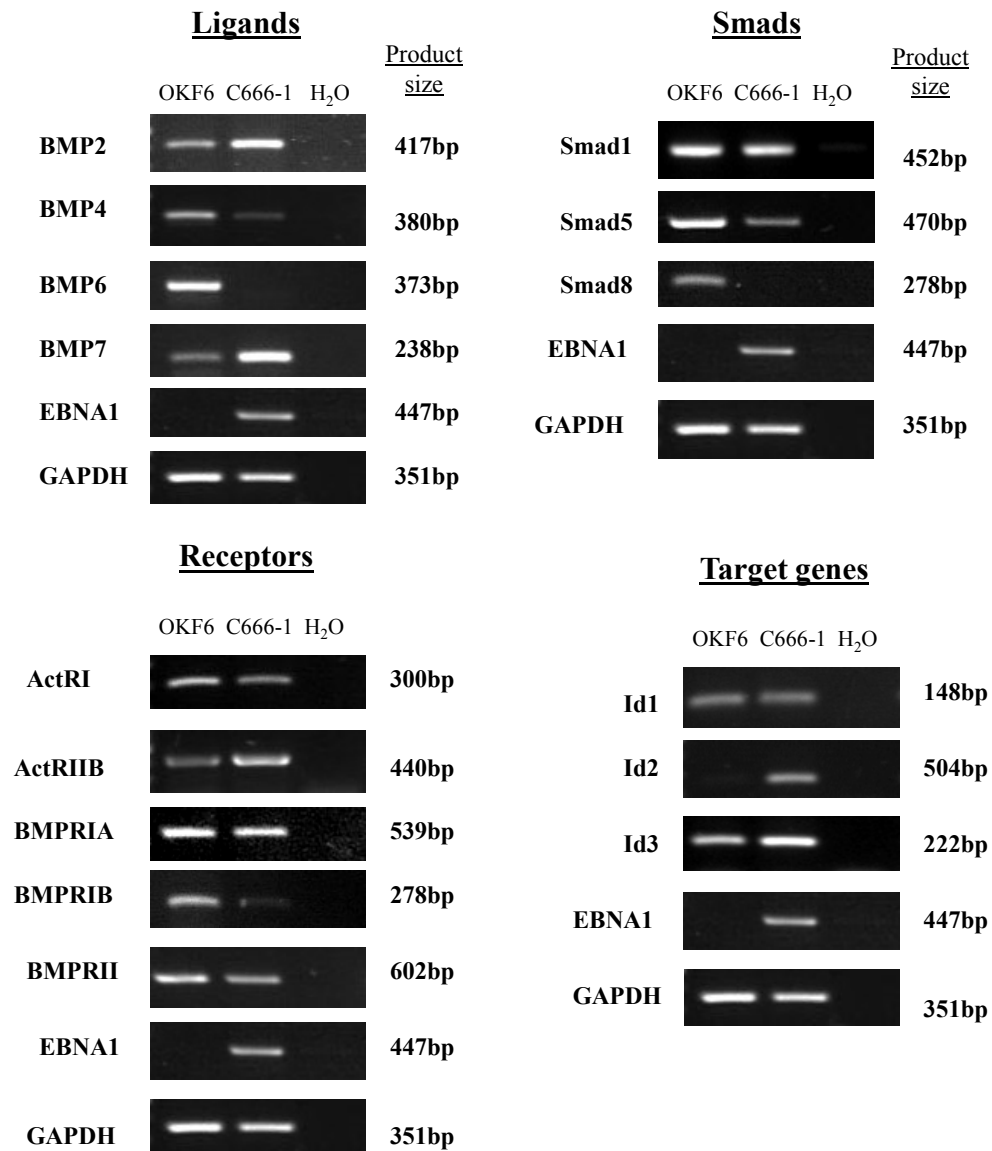 Ligands
Product
size
OKF6 C666-1 H₂O
BMP2 417bp
BMP4 380bp
BMP6 373bp
BMP7 238bp
EBNA1 447bp
GAPDH 351bp
Smads
Product
size
OKF6 C666-1 H₂O
Smad1 452bp
Smad5 470bp
Smad8 278bp
EBNA1 447bp
GAPDH 351bp
Receptors
OKF6 C666-1 H₂O
ActRI 300bp
ActRIIB 440bp
BMPRIA 539bp
BMPRIB 278bp
BMPRII 602bp
EBNA1 447bp
GAPDH 351bp
Target genes
OKF6 C666-1 H₂O
Id1 148bp
Id2 504bp
Id3 222bp
EBNA1 447bp
GAPDH 351bp